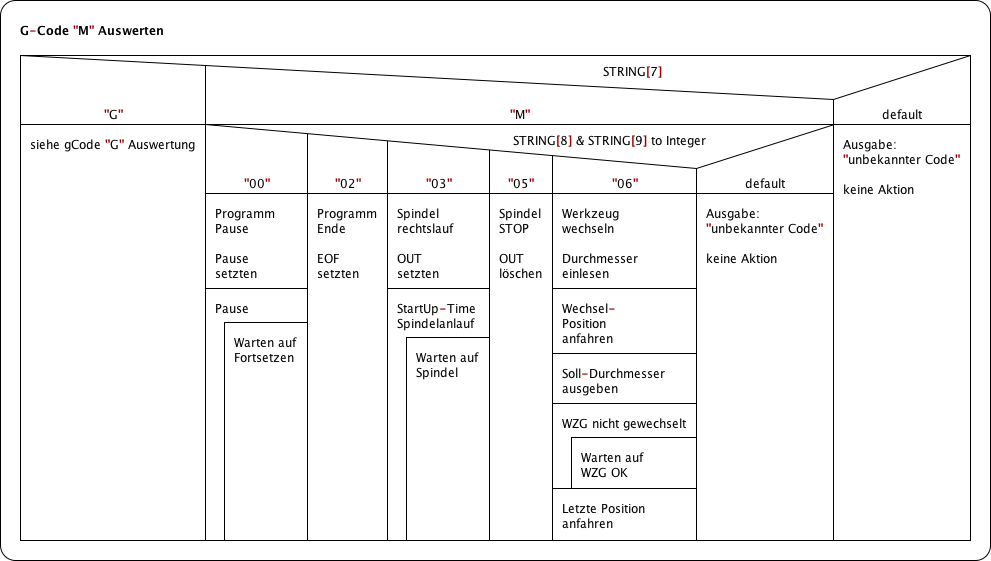 G-Code "M" Auswerten
STRING[7]
"G"
"M"
default
siehe gCode "G" Auswertung
STRING[8] & STRING[9] to Integer
Ausgabe:
"unbekannter Code"
keine Aktion
"00"
"02"
"03"
"05"
"06"
default
Programm
Pause
Pause
setzten
Pause
Warten auf
Fortsetzen
Programm
Ende
EOF
setzten
Spindel
rechtslauf
OUT
setzten
StartUp-Time
Spindelanlauf
Warten auf
Spindel
Spindel
STOP
OUT
löschen
Werkzeug
wechseln
Durchmesser
einlesen
Wechsel-
Position
anfahren
Soll-Durchmesser
ausgeben
WZG nicht gewechselt
Warten auf
WZG OK
Letzte Position
anfahren
Ausgabe:
"unbekannter Code"
keine Aktion